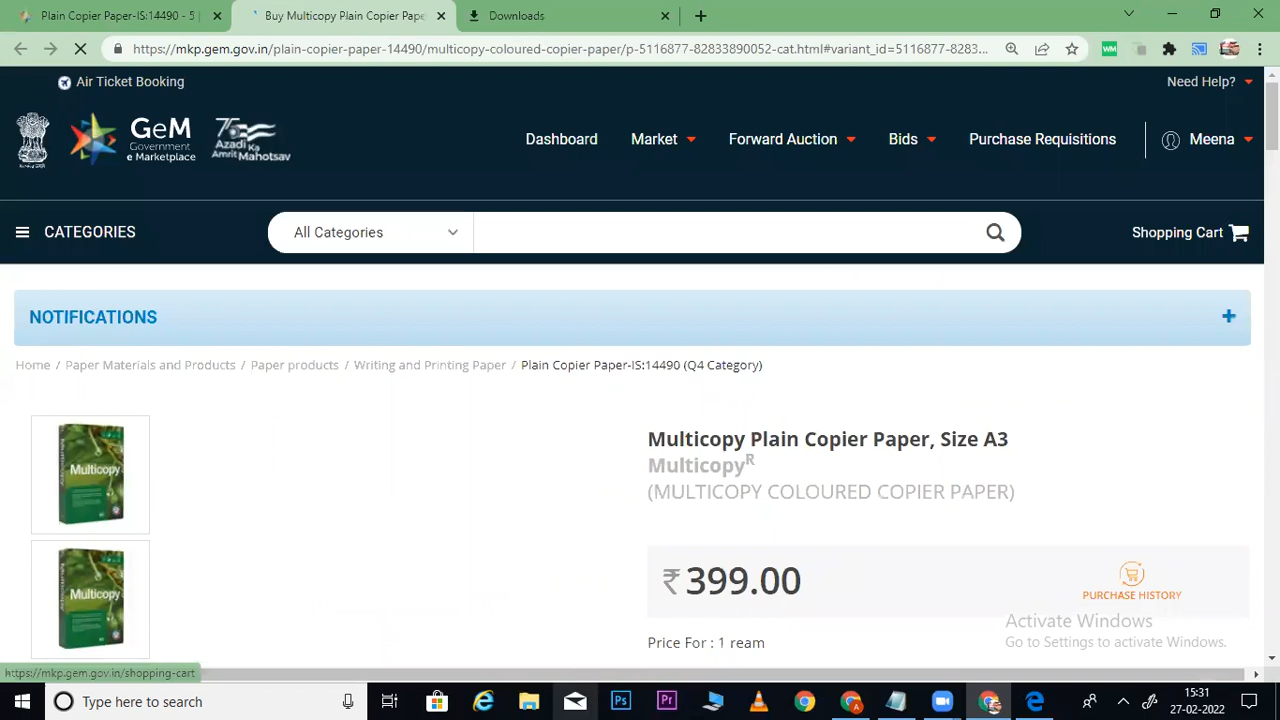 Plain Copier Paper-IS:14490 - 5
Buy Multicopy Plain Copier Pape
Downloads
https://mkp.gem.gov.in/plain-copier-paper-14490/multicopy-coloured-copier-paper/p-5116877-82833890052-cat.html#variant_id=5116877-8283...
Air Ticket Booking
Need Help?
GeM
Government
e Marketplace
Azadi Ka
Amrit Mahotsav
Dashboard
Market
Forward Auction
Bids
Purchase Requisitions
Meena
CATEGORIES
All Categories
Shopping Cart
NOTIFICATIONS
Home / Paper Materials and Products / Paper products / Writing and Printing Paper / Plain Copier Paper-IS:14490 (Q4 Category)
Multicopy
Multicopy
Multicopy Plain Copier Paper, Size A3
MulticopyR
(MULTICOPY COLOURED COPIER PAPER)
₹399.00
PURCHASE HISTORY
Price For : 1 ream
Activate Windows
Go to Settings to activate Windows.
https://mkp.gem.gov.in/shopping-cart
Type here to search
15:31
27-02-2022